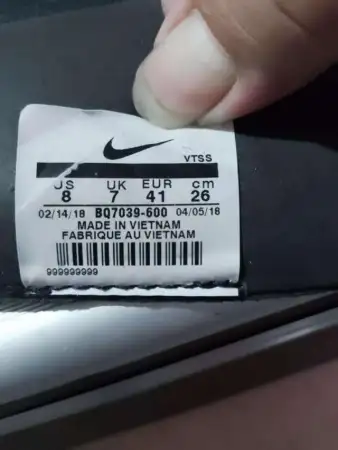 VTSS
US UK EUR cm
8 7 41 26
02/14/18 BQ7039-600 04/05/18
MADE IN VIETNAM
FABRIQUE AU VIETNAM
999999999